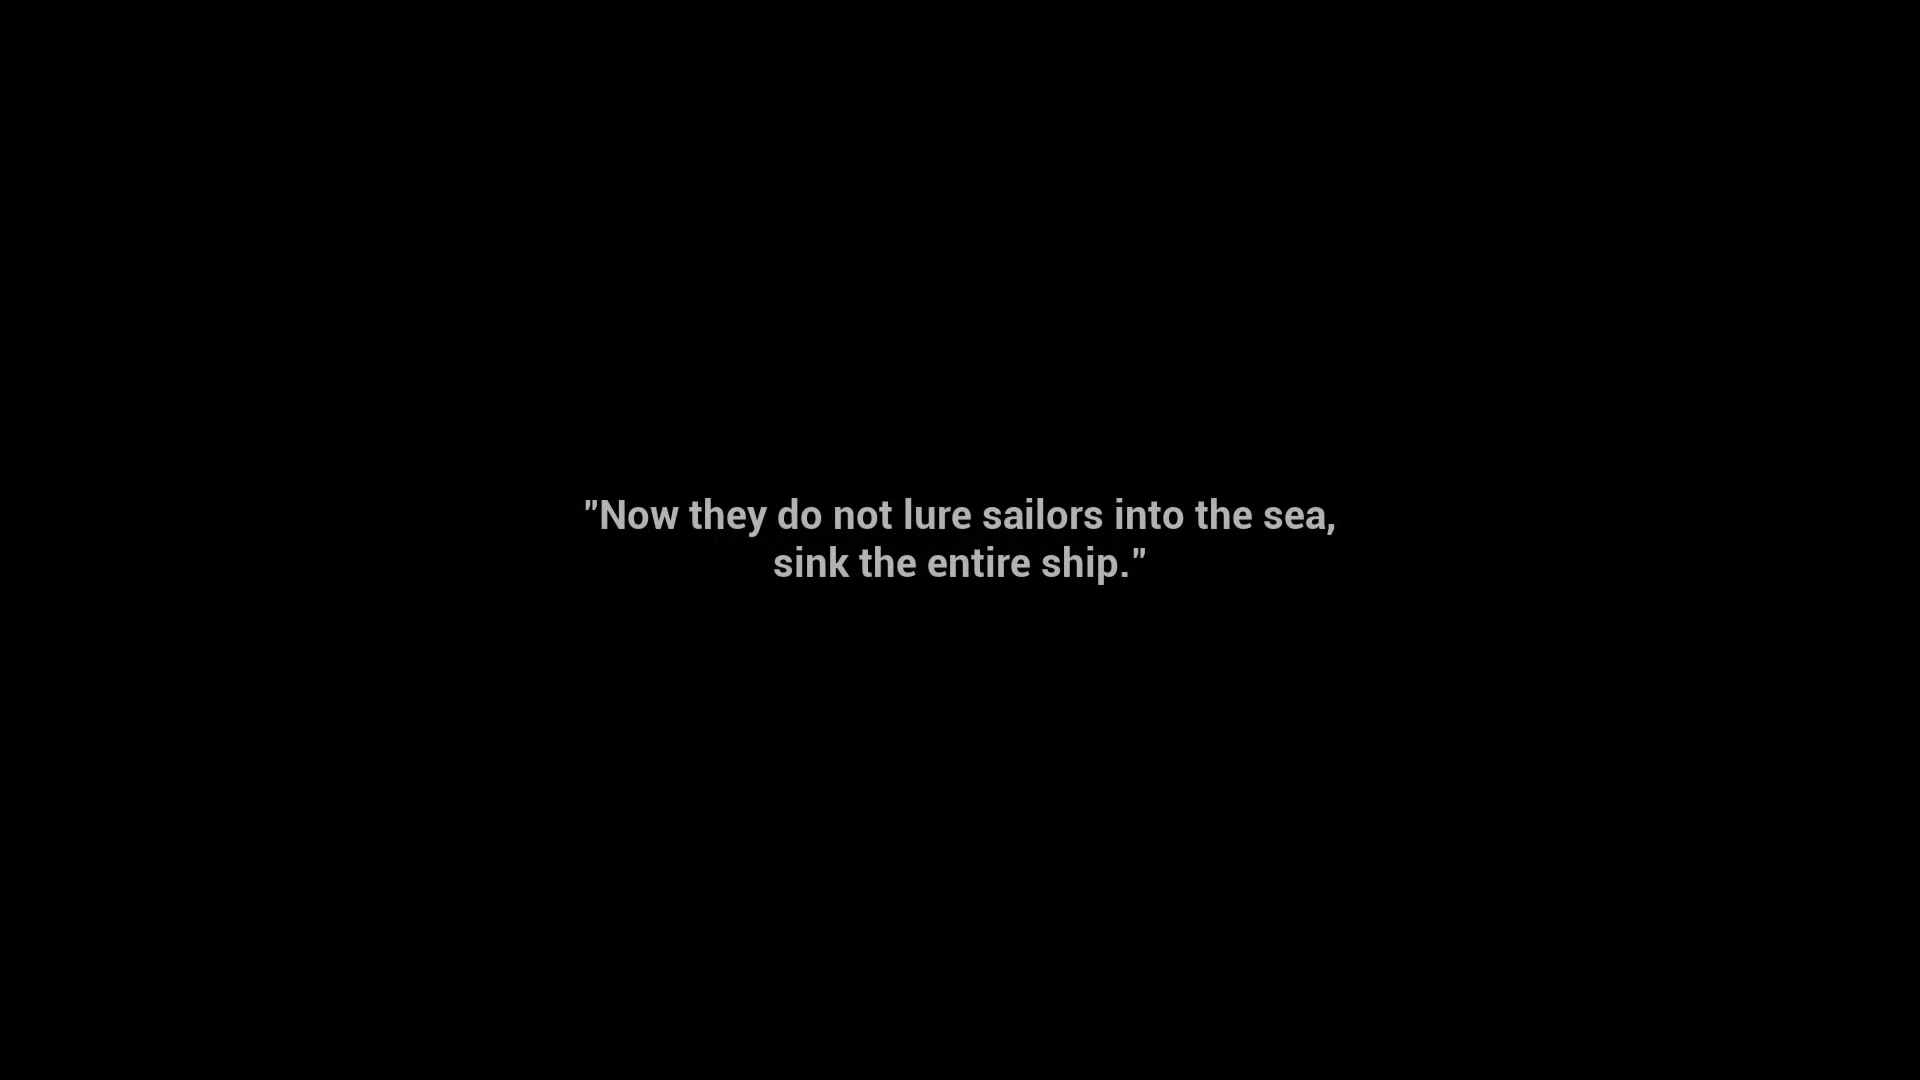 "Now they do not lure sailors into the sea,
sink the entire ship."